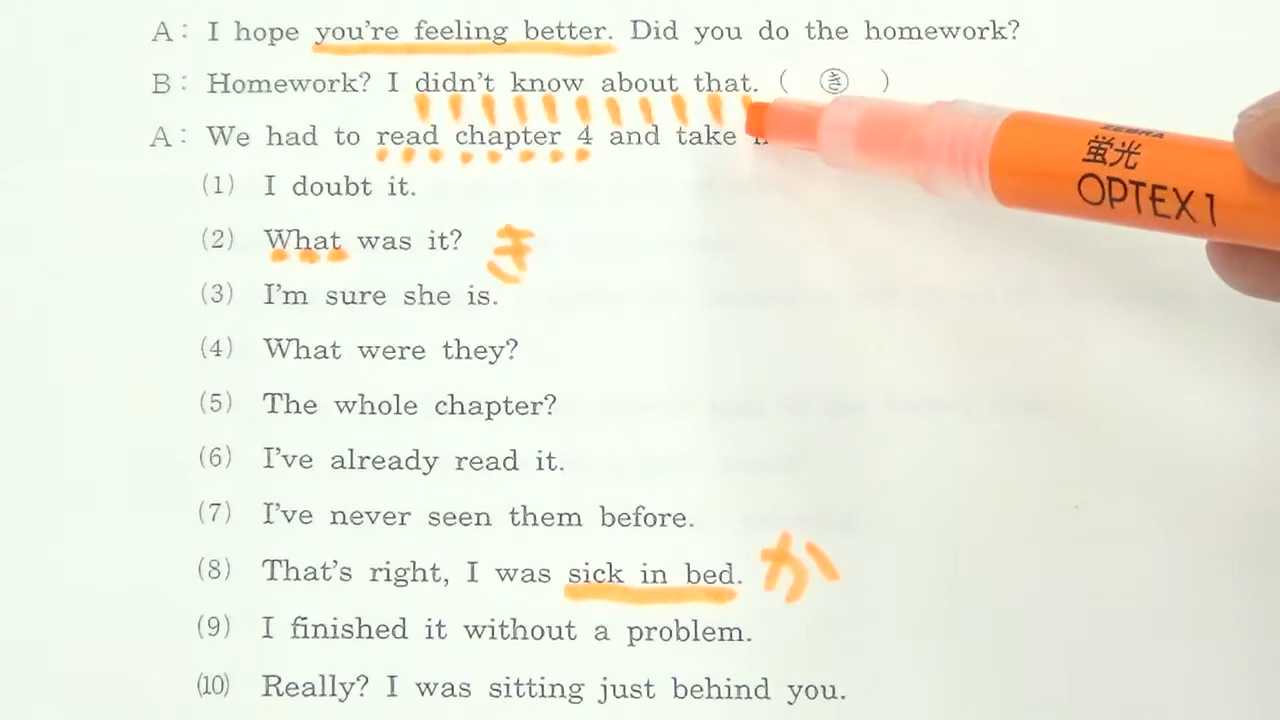 A: I hope you're feeling better. Did you do the homework?
B: Homework? I didn't know about that. ( ㋖ )
A: We had to read chapter 4 and take
(1) I doubt it.
(2) What was it? き
(3) I'm sure she is.
(4) What were they?
(5) The whole chapter?
(6) I've already read it.
(7) I've never seen them before.
(8) That's right, I was sick in bed. か
(9) I finished it without a problem.
(10) Really? I was sitting just behind you.
ZEBRA
蛍光
OPTEX 1